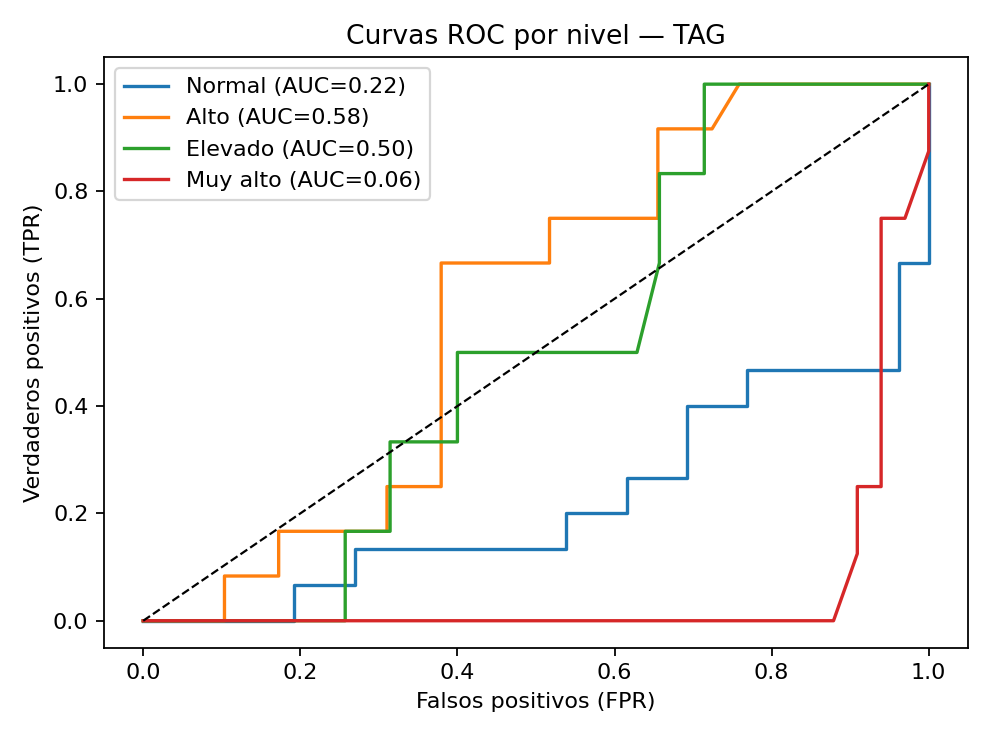 Curvas ROC por nivel — TAG
Normal (AUC=0.22)
Alto (AUC=0.58)
Elevado (AUC=0.50)
Muy alto (AUC=0.06)
Verdaderos positivos (TPR)
1.0
0.8
0.6
0.4
0.2
0.0
0.0 0.2 0.4 0.6 0.8 1.0
Falsos positivos (FPR)